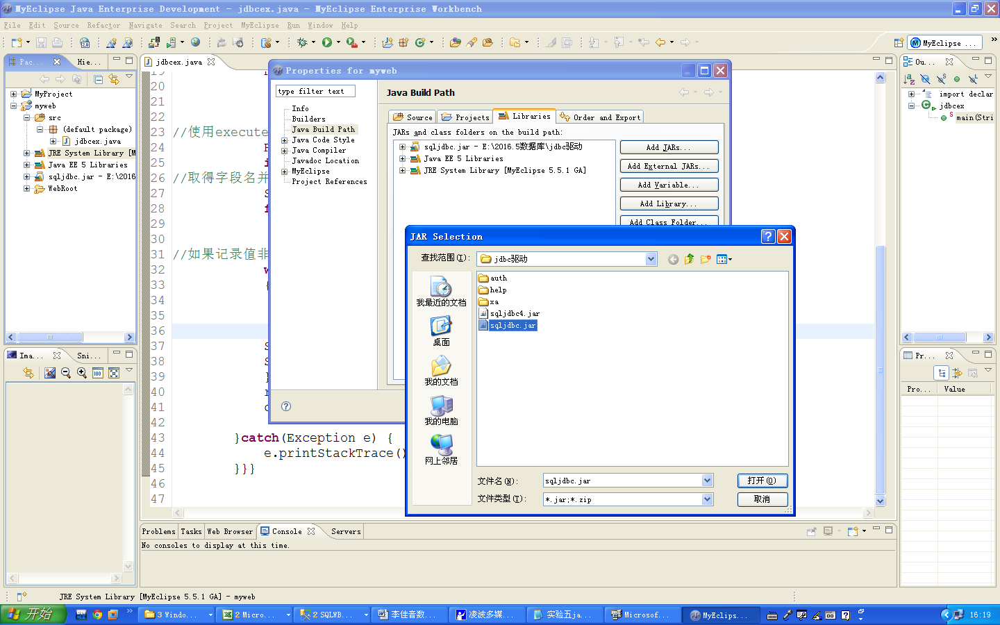 MyEclipse Java Enterprise Development - jdbcex.java - MyEclipse Enterprise Workbench
File Edit Source Refactor Navigate Search Project MyEclipse Run Window Help
MyEclipse ...
Pac...
Hie...
MyProject
myweb
src
(default package)
jdbcex.java
JRE System Library [M
Java EE 5 Libraries
sqljdbc.jar - E:\2016
WebRoot
jdbcex.java
19
20
21
22
23 //使用execute
24
25
26 //取得字段名并
27
28
29
30
31 //如果记录值非
32
33 {
34
35
36
37
38
39
40
41
42
43 }catch(Exception e) {
44 e.printStackTrace()
45 }}}
46
47
Properties for myweb
type filter text
Info
Builders
Java Build Path
Java Code Style
Java Compiler
Javadoc Location
MyEclipse
Project References
Java Build Path
Source
Projects
Libraries
Order and Export
JARs and class folders on the build path:
sqljdbc.jar - E:\2016.5数据库\jdbc驱动
Java EE 5 Libraries
JRE System Library [MyEclipse 5.5.1 GA]
Add JARs...
Add External JARs...
Add Variable...
Add Library...
Add Class Folder...
JAR Selection
查找范围(I):
jdbc驱动
我最近的文档
桌面
我的文档
我的电脑
网上邻居
auth
help
xa
sqljdbc4.jar
sqljdbc.jar
文件名(N):
sqljdbc.jar
打开(O)
文件类型(T):
*.jar;*.zip
取消
Ou...
import declar
jdbcex
main(Stri
Ima...
Sni...
Pr...
Pro...
Value
Problems
Tasks
Web Browser
Console
Servers
No consoles to display at this time.
JRE System Library [MyEclipse 5.5.1 GA] - myweb
开始
3 Windo...
2 Micro...
2 SQLWB...
李佳音数...
凌波多媒...
实验五ja...
Microsof...
MyEclips...
16:19